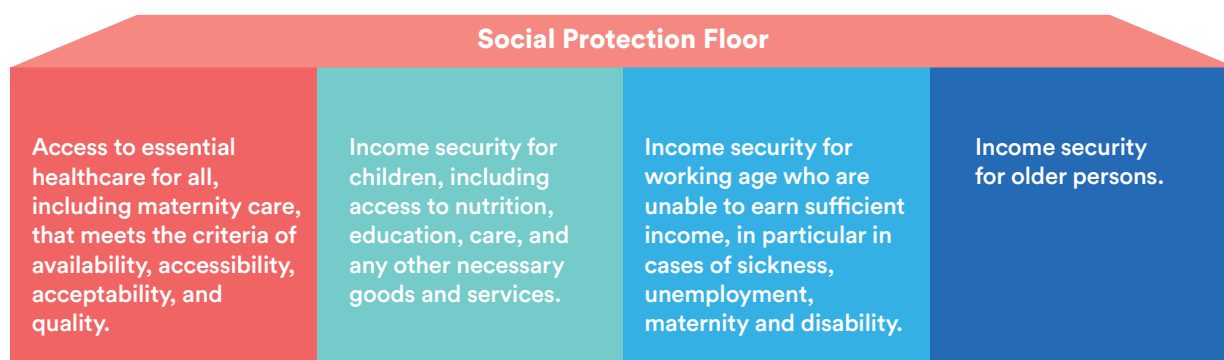 Social Protection Floor
Access to essential
healthcare for all,
including maternity care,
that meets the criteria of
availability, accessibility,
acceptability, and
quality.
Income security for
children, including
access to nutrition,
education, care, and
any other necessary
goods and services.
Income security for
working age who are
unable to earn sufficient
income, in particular in
cases of sickness,
unemployment,
maternity and disability.
Income security
for older persons.